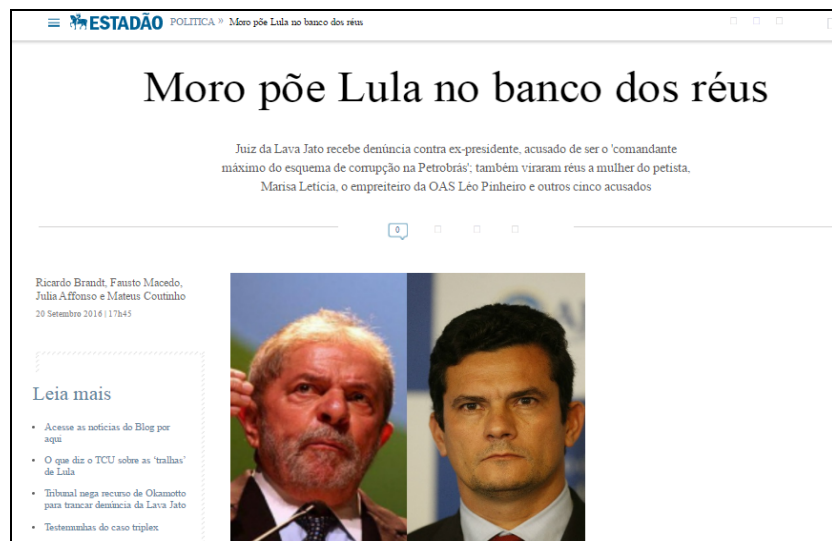 ESTADÃO POLITICA » Moro põe Lula no banco dos réus
Moro põe Lula no banco dos réus
Juiz da Lava Jato recebe denúncia contra ex-presidente, acusado de ser o 'comandante
máximo do esquema de corrupção na Petrobrás'; também viraram réus a mulher do petista,
Marisa Letícia, o empreiteiro da OAS Léo Pinheiro e outros cinco acusados
0
Ricardo Brandt, Fausto Macedo,
Julia Affonso e Mateus Coutinho
20 Setembro 2016 | 17h45
Leia mais
• Acesse as notícias do Blog por
aqui
• O que diz o TCU sobre as 'tralhas'
de Lula
• Tribunal nega recurso de Okamotto
para trancar denúncia da Lava Jato
• Testemunhas do caso triplex